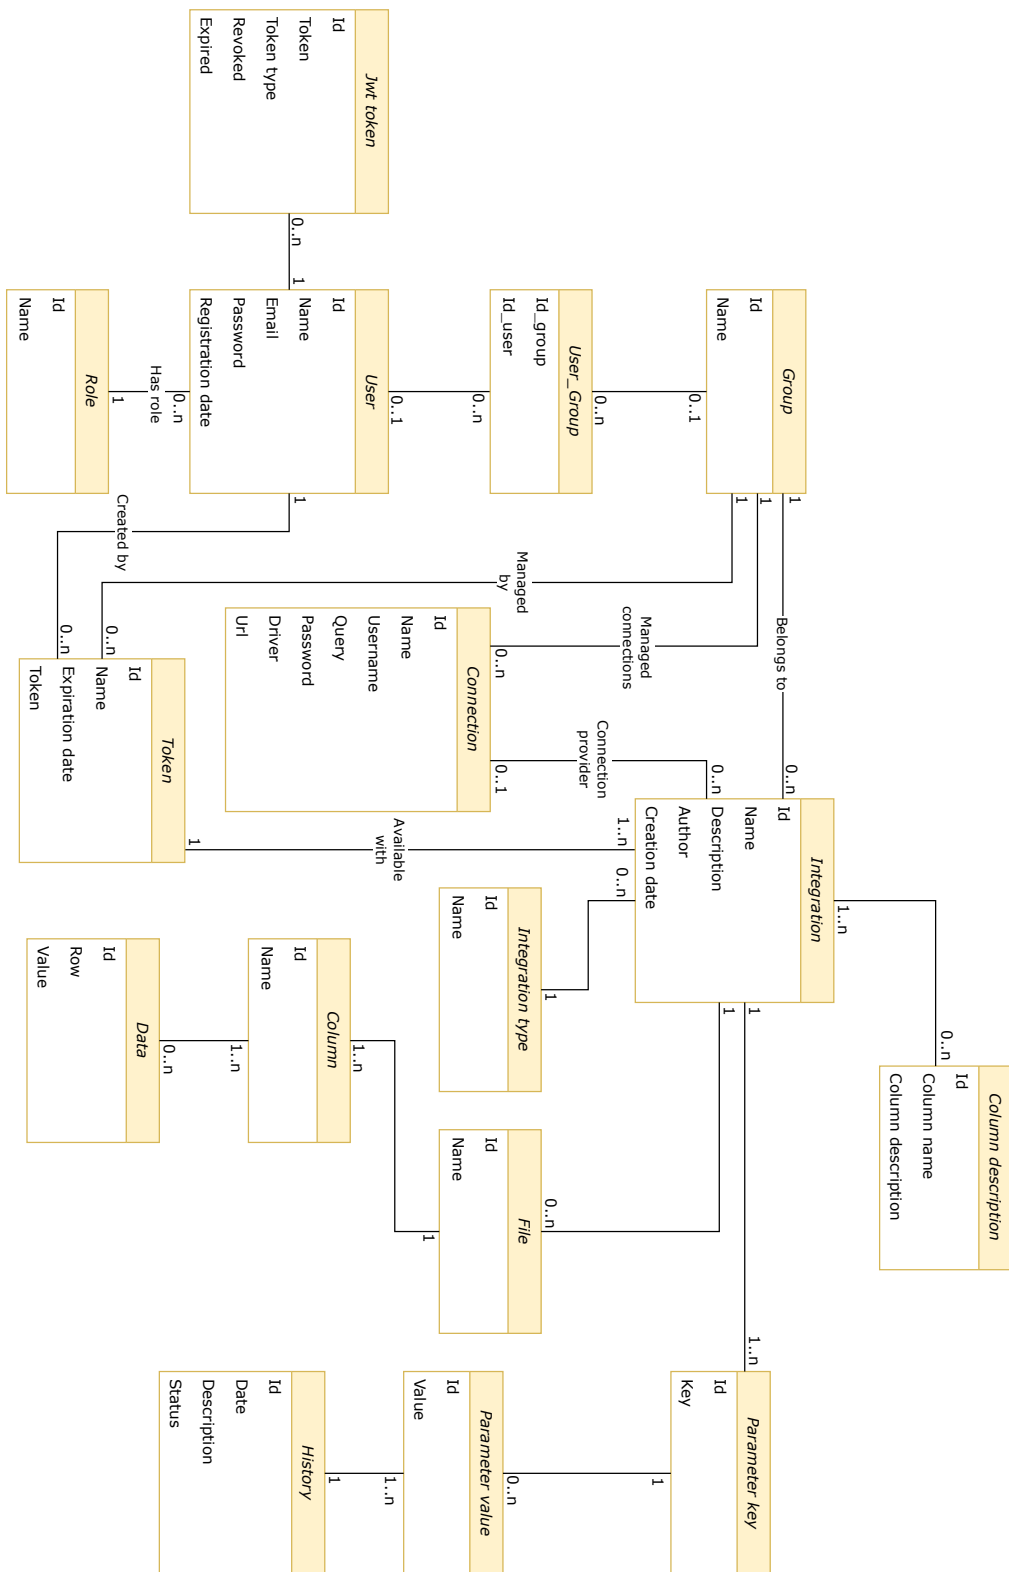 Jwt token
Id
Token
Token type
Revoked
Expired
0..n
1
Group
Id
Name
0..1
0..n
User_Group
Id_group
Id_user
0..n
0..1
User
Id
Name
Email
Password
Registration date
0..n
Has role
1
Role
Id
Name
1
Belongs to
0..n
1
Managed
connections
0..n
1
Managed
by
0..n
1
Created by
0..n
Connection
Id
Name
Username
Query
Password
Driver
Url
0..1
Connection
provider
0..n
Token
Id
Name
Expiration date
Token
1
Available
with
1..n
Integration
Id
Name
Description
Author
Creation date
1..n
0..n
Column description
Id
Column name
Column description
0..n
1
Integration type
Id
Name
1
0..n
File
Id
Name
1
1..n
Column
Id
Name
1..n
0..n
Data
Id
Row
Value
1
1..n
Parameter key
Id
Key
1
0..n
Parameter value
Id
Value
1..n
1
History
Id
Date
Description
Status